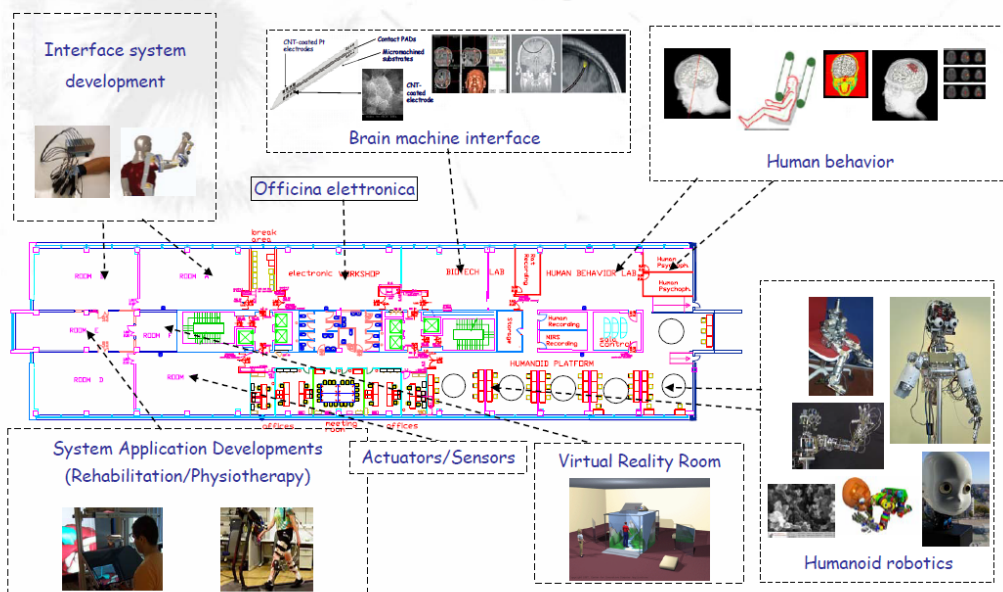 Interface system
development
CNT-coated Pt
electrodes
Contact PADs
Micromachined
substrates
CNT-
coated
electrode
Brain machine interface
Human behavior
Officina elettronica
break
area
ROOM
ROOM
electronic WORKSHOP
BIOTECH LAB
Rat
Recording
HUMAN BEHAVIOR LAB
Human
Psychoph.
Human
Psychoph.
ROOM C
ROOM F
Storage
Human
Recording
NIRS
Recording
ROOM D
ROOM
HUMANOID PLATFORM
offices
meeting
room
offices
System Application Developments
(Rehabilitation/Physiotherapy)
Actuators/Sensors
Virtual Reality Room
Humanoid robotics